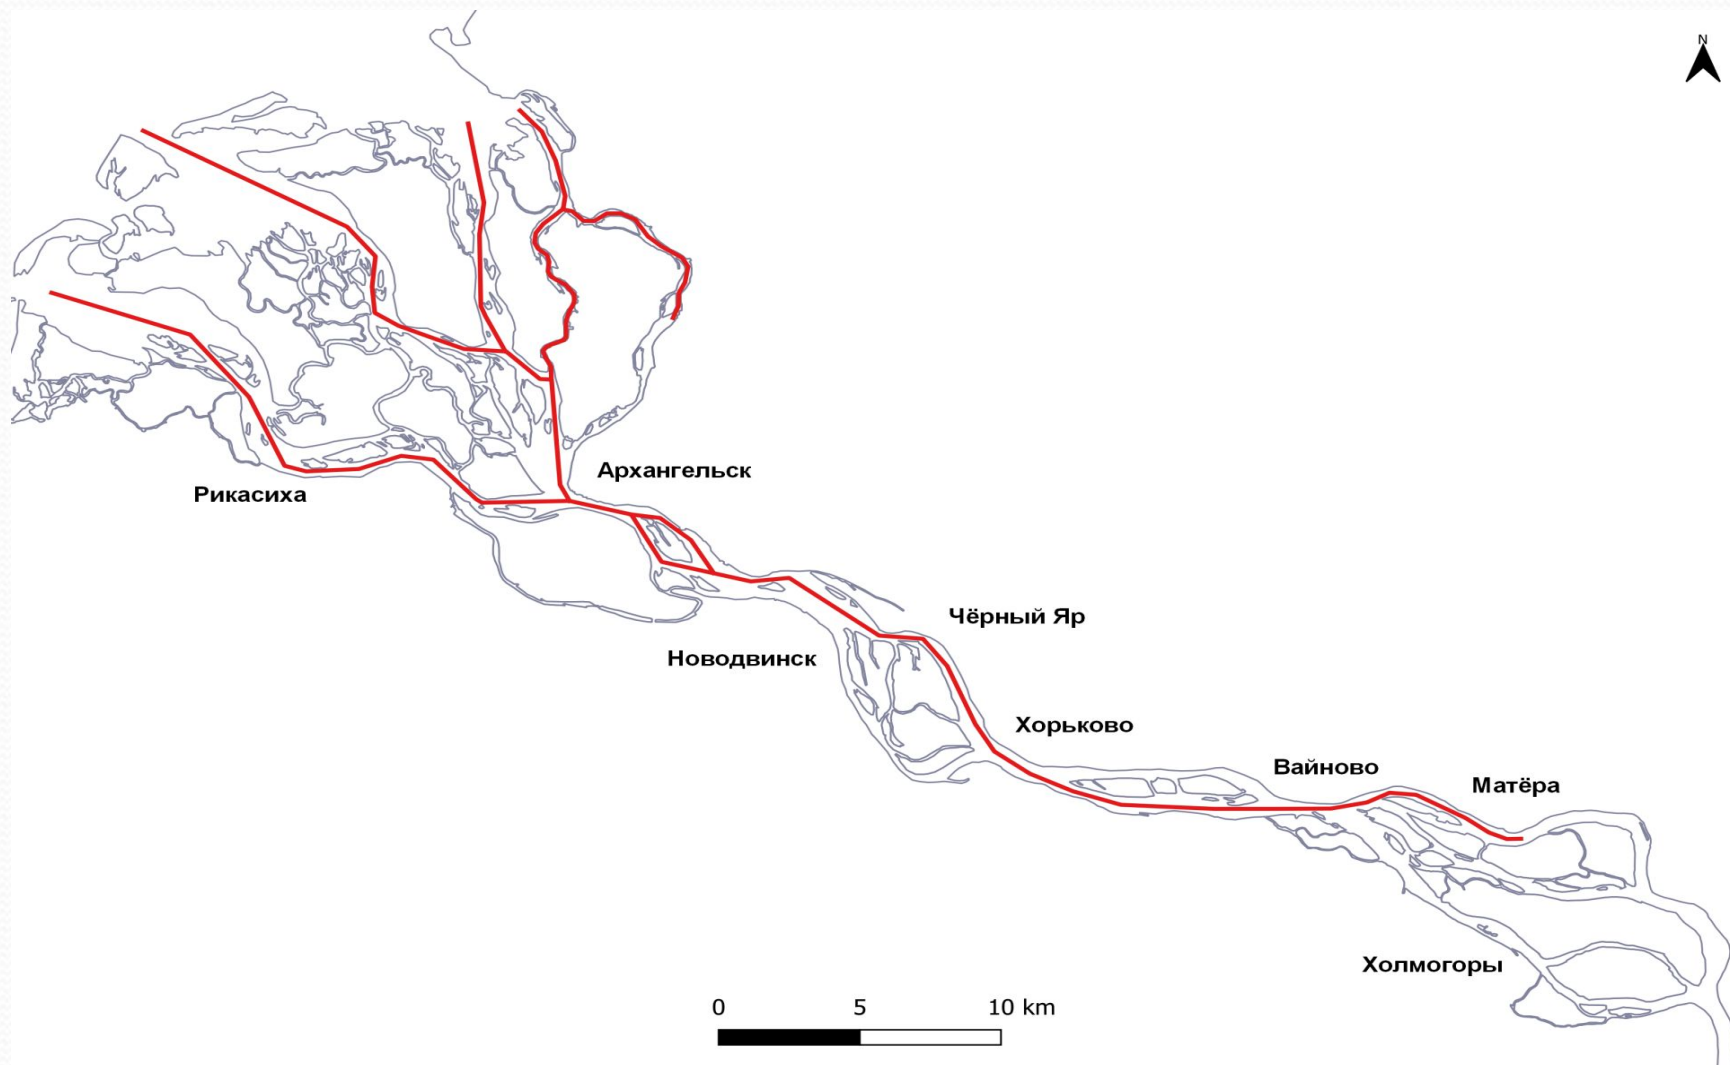 N
Архангельск
Рикасиха
Чёрный Яр
Новодвинск
Хорьково
Вайново
Матёра
Холмогоры
0 5 10 km